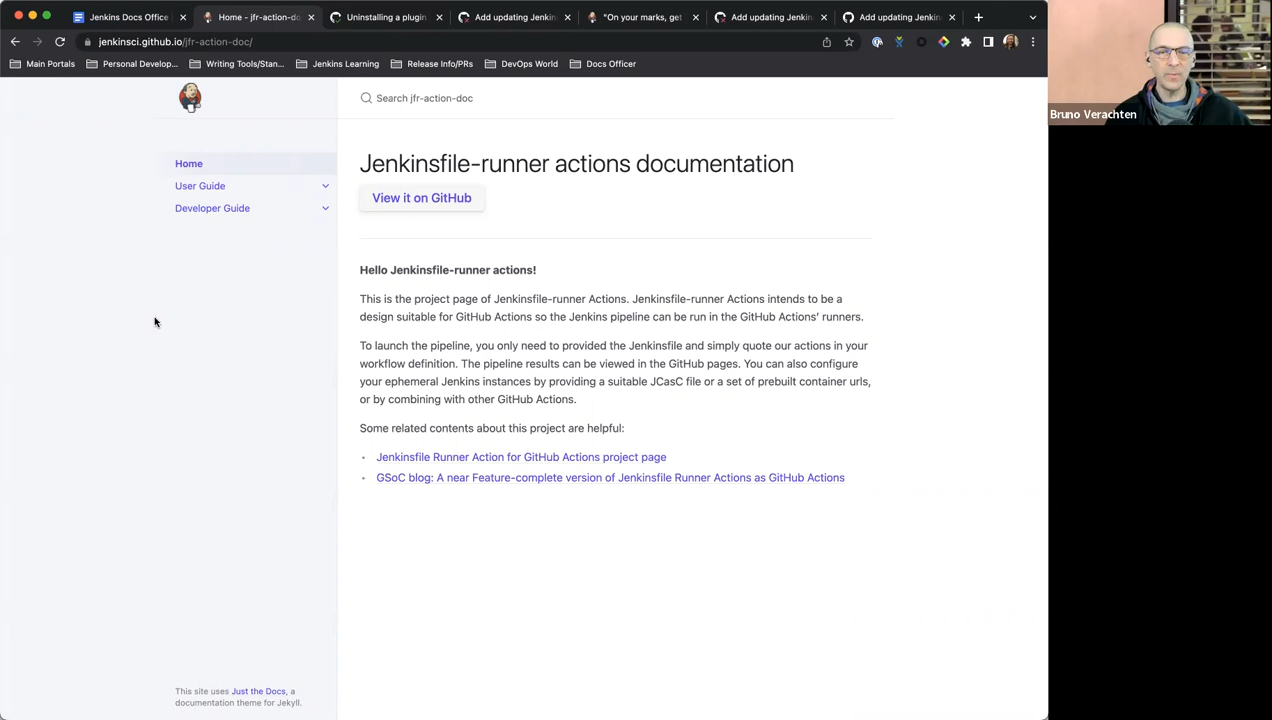 Jenkins Docs Office
Home - jfr-action-do
Uninstalling a plugin
Add updating Jenkin
"On your marks, get
Add updating Jenkin
Add updating Jenkin
jenkinsci.github.io/jfr-action-doc/
Main Portals
Personal Develop...
Writing Tools/Stan...
Jenkins Learning
Release Info/PRs
DevOps World
Docs Officer
Bruno Verachten
Search jfr-action-doc
Home
User Guide
Developer Guide
Jenkinsfile-runner actions documentation
View it on GitHub
Hello Jenkinsfile-runner actions!
This is the project page of Jenkinsfile-runner Actions. Jenkinsfile-runner Actions intends to be a
design suitable for GitHub Actions so the Jenkins pipeline can be run in the GitHub Actions' runners.
To launch the pipeline, you only need to provided the Jenkinsfile and simply quote our actions in your
workflow definition. The pipeline results can be viewed in the GitHub pages. You can also configure
your ephemeral Jenkins instances by providing a suitable JCasC file or a set of prebuilt container urls,
or by combining with other GitHub Actions.
Some related contents about this project are helpful:
Jenkinsfile Runner Action for GitHub Actions project page
GSoC blog: A near Feature-complete version of Jenkinsfile Runner Actions as GitHub Actions
This site uses Just the Docs, a
documentation theme for Jekyll.